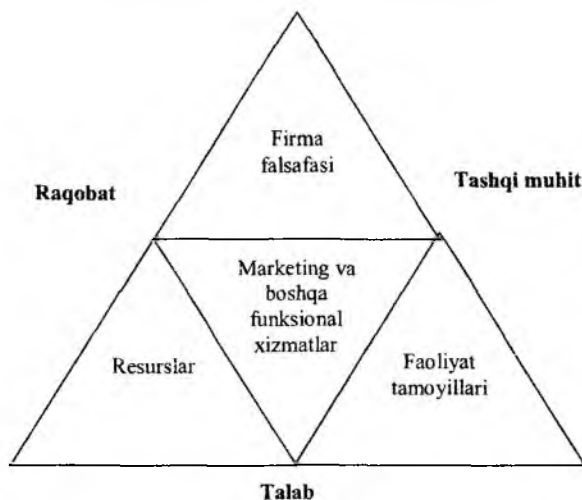 Firma
falsafasi
Raqobat
Tashqi muhit
Marketing va
boshqa
funksional
xizmatlar
Resurslar
Faoliyat
tamoyillari
Talab